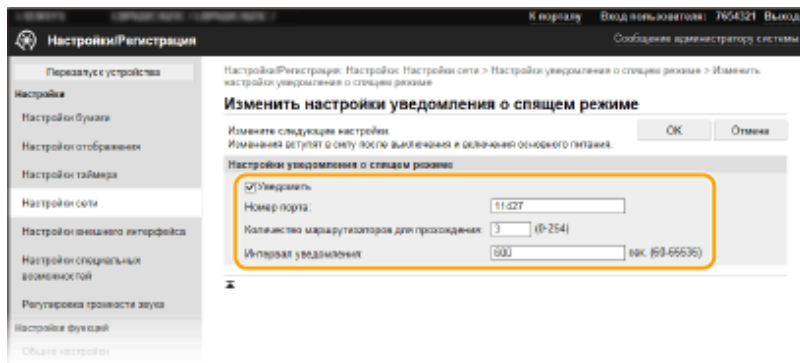 К порталу Вход пользователя: 7654321 Выход
Настройки/Регистрация Сообщение администратору системы
Перезапуск устройства
Настройки/Регистрация: Настройки: Настройки сети > Настройки уведомления о спящем режиме > Изменить
настройки уведомления о спящем режиме
Настройки
Изменить настройки уведомления о спящем режиме
Настройки бумаги
Измените следующие настройки. OK Отмена
Изменения вступят в силу после выключения и включения основного питания.
Настройки отображения
Настройки уведомления о спящем режиме
Настройки таймера
Уведомить
Настройки сети
Номер порта: 11427
Количество маршрутизаторов для прохождения: 3 (0-254)
Настройки внешнего интерфейса
Интервал уведомления: 600 сек. (60-65535)
Настройки специальных
возможностей
Регулировка громкости звука
Настройки функций
Общие настройки